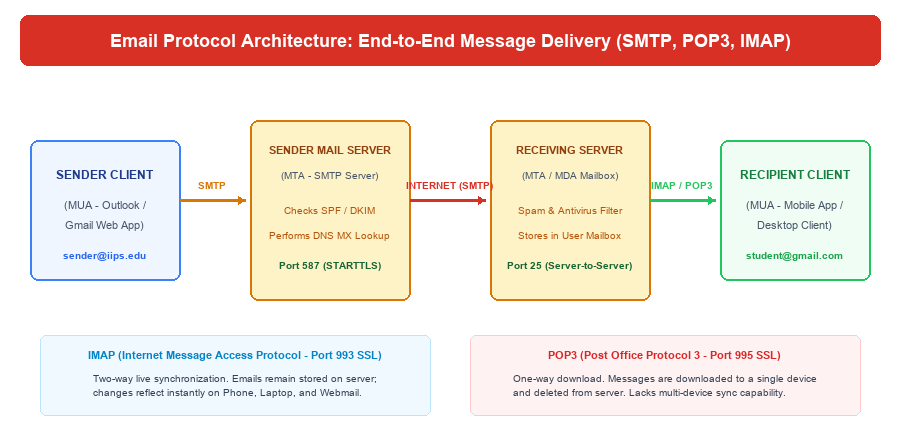 Email Protocol Architecture: End-to-End Message Delivery (SMTP, POP3, IMAP)
SENDER CLIENT
(MUA - Outlook /
Gmail Web App)
sender@iips.edu
SMTP
SENDER MAIL SERVER
(MTA - SMTP Server)
Checks SPF / DKIM
Performs DNS MX Lookup
Port 587 (STARTTLS)
INTERNET (SMTP)
RECEIVING SERVER
(MTA / MDA Mailbox)
Spam & Antivirus Filter
Stores in User Mailbox
Port 25 (Server-to-Server)
IMAP / POP3
RECIPIENT CLIENT
(MUA - Mobile App /
Desktop Client)
student@gmail.com
IMAP (Internet Message Access Protocol - Port 993 SSL)
Two-way live synchronization. Emails remain stored on server;
changes reflect instantly on Phone, Laptop, and Webmail.
POP3 (Post Office Protocol 3 - Port 995 SSL)
One-way download. Messages are downloaded to a single device
and deleted from server. Lacks multi-device sync capability.